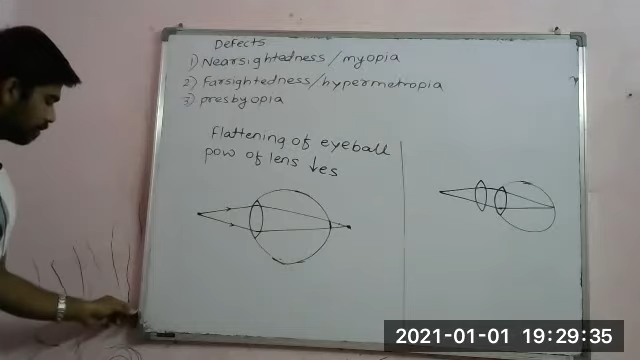 Defects
1) Nearsightedness/myopia
2) Farsightedness/hypermetropia
3) presbyopia
Flattening of eyeball
pow of lens ↓es
2021-01-01 19:29:35